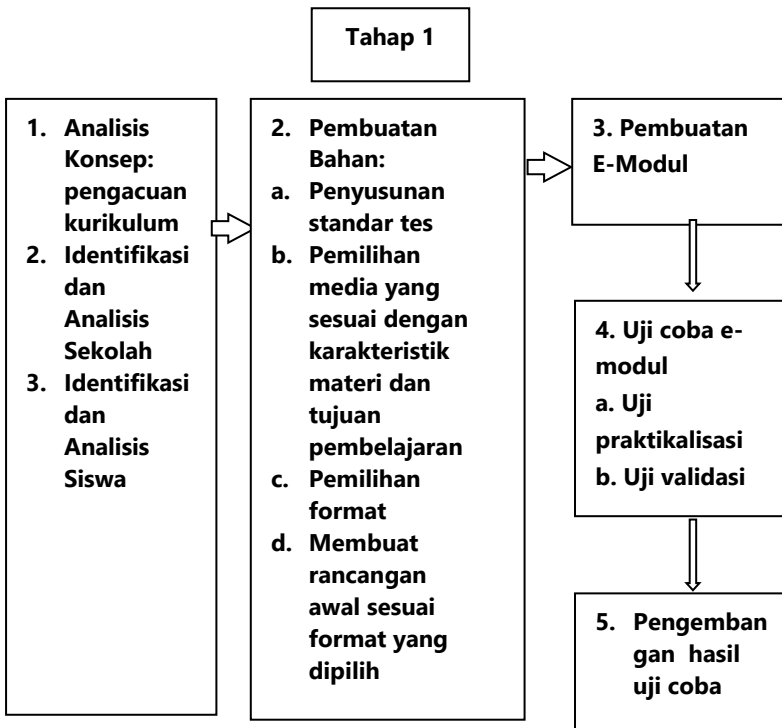 Tahap 1
1. Analisis
Konsep:
pengacuan
kurikulum
2. Identifikasi
dan
Analisis
Sekolah
3. Identifikasi
dan
Analisis
Siswa
2. Pembuatan
Bahan:
a. Penyusunan
standar tes
b. Pemilihan
media yang
sesuai dengan
karakteristik
materi dan
tujuan
pembelajaran
c. Pemilihan
format
d. Membuat
rancangan
awal sesuai
format yang
dipilih
3. Pembuatan
E-Modul
4. Uji coba e-
modul
a. Uji
praktikalisasi
b. Uji validasi
5. Pengemban
gan hasil
uji coba